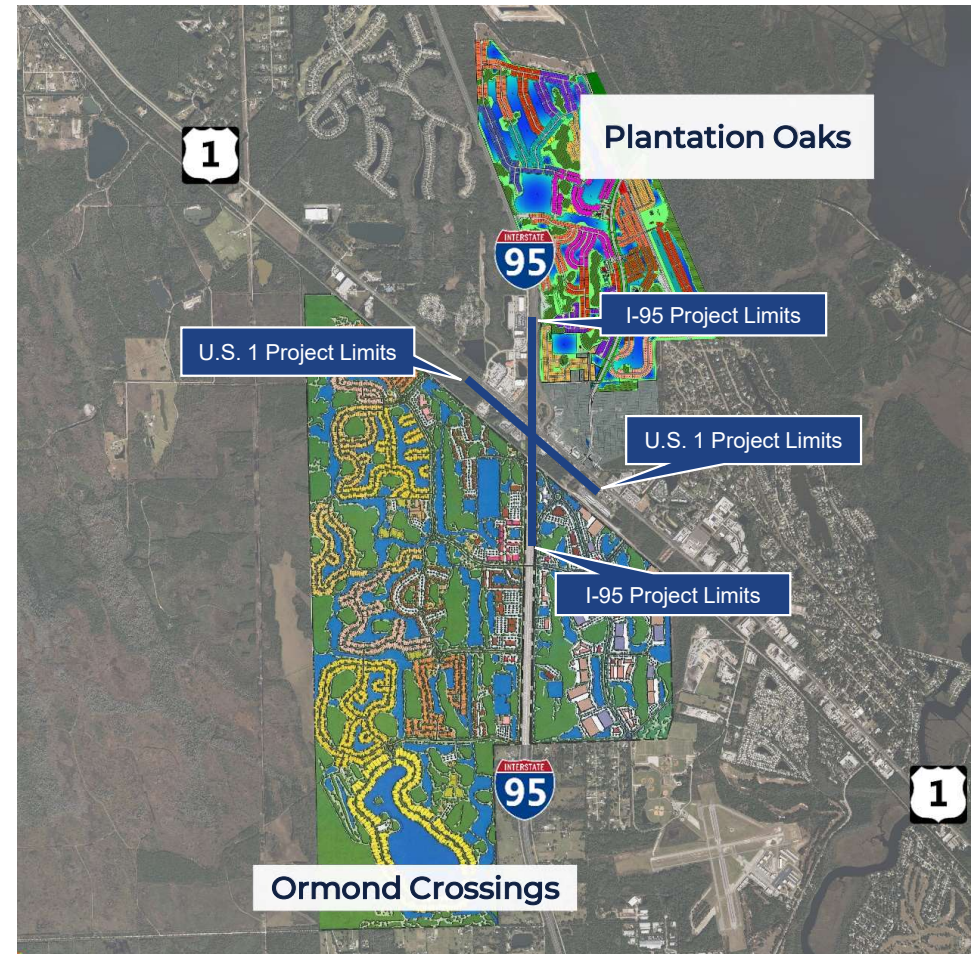 Plantation Oaks
1
INTERSTATE
95
I-95 Project Limits
U.S. 1 Project Limits
U.S. 1 Project Limits
I-95 Project Limits
INTERSTATE
95
1
Ormond Crossings